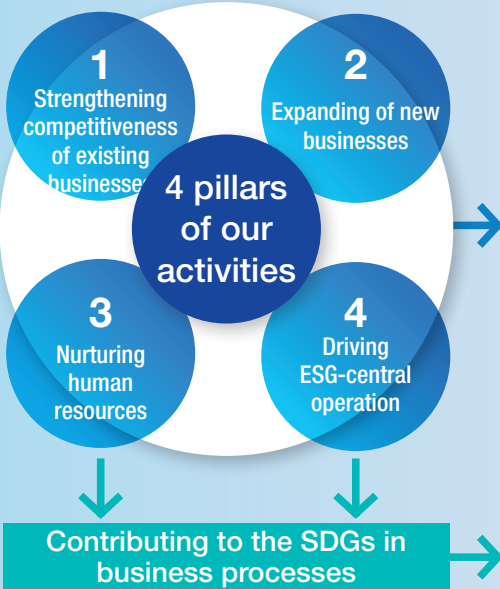 1
Strengthening
competitiveness
of existing
businesses
2
Expanding of new
businesses
4 pillars
of our
activities
3
Nurturing
human
resources
4
Driving
ESG-central
operation
Contributing to the SDGs in
business processes